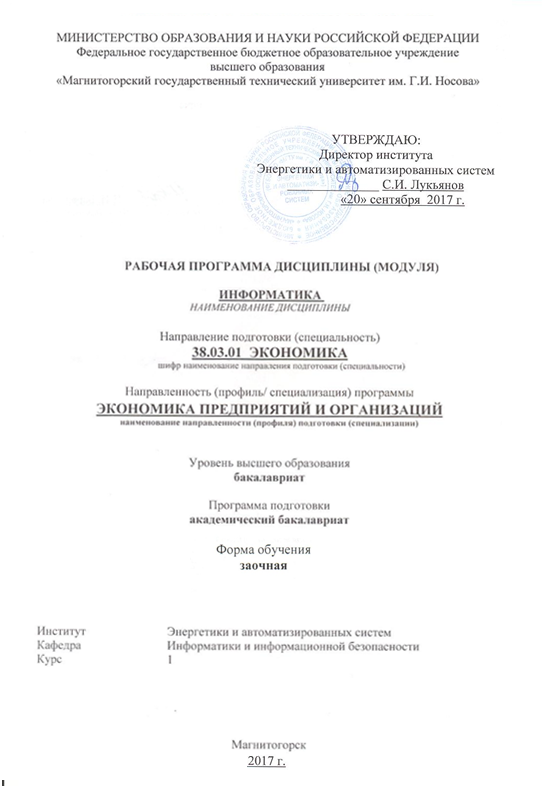 МИНИСТЕРСТВО ОБРАЗОВАНИЯ И НАУКИ РОССИЙСКОЙ ФЕДЕРАЦИИ
Федеральное государственное бюджетное образовательное учреждение
высшего образования
«Магнитогорский государственный технический университет им. Г.И. Носова»
УТВЕРЖДАЮ:
Директор института
Энергетики и автоматизированных систем
С.И. Лукьянов
«20» сентября 2017 г.
РАБОЧАЯ ПРОГРАММА ДИСЦИПЛИНЫ (МОДУЛЯ)
ИНФОРМАТИКА
НАИМЕНОВАНИЕ ДИСЦИПЛИНЫ
Направление подготовки (специальность)
38.03.01 ЭКОНОМИКА
шифр наименование направления подготовки (специальности)
Направленность (профиль/ специализация) программы
ЭКОНОМИКА ПРЕДПРИЯТИЙ И ОРГАНИЗАЦИЙ
наименование направленности (профиля) подготовки (специализации)
Уровень высшего образования
бакалавриат
Программа подготовки
академический бакалавриат
Форма обучения
заочная
Институт Энергетики и автоматизированных систем
Кафедра Информатики и информационной безопасности
Курс 1
Магнитогорск
2017 г.